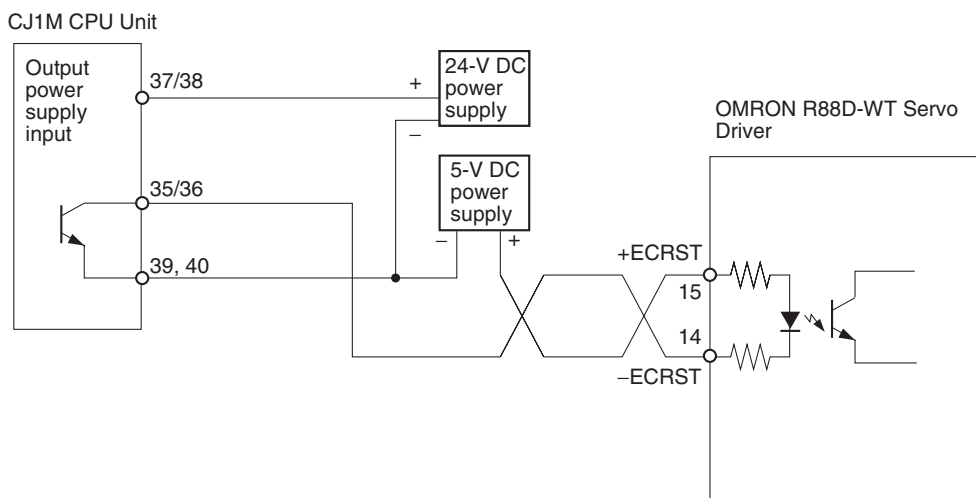 CJ1M CPU Unit
Output
power
supply
input
37/38
+
−
24-V DC
power
supply
35/36
5-V DC
power
supply
−
+
39, 40
OMRON R88D-WT Servo
Driver
+ECRST
15
14
−ECRST